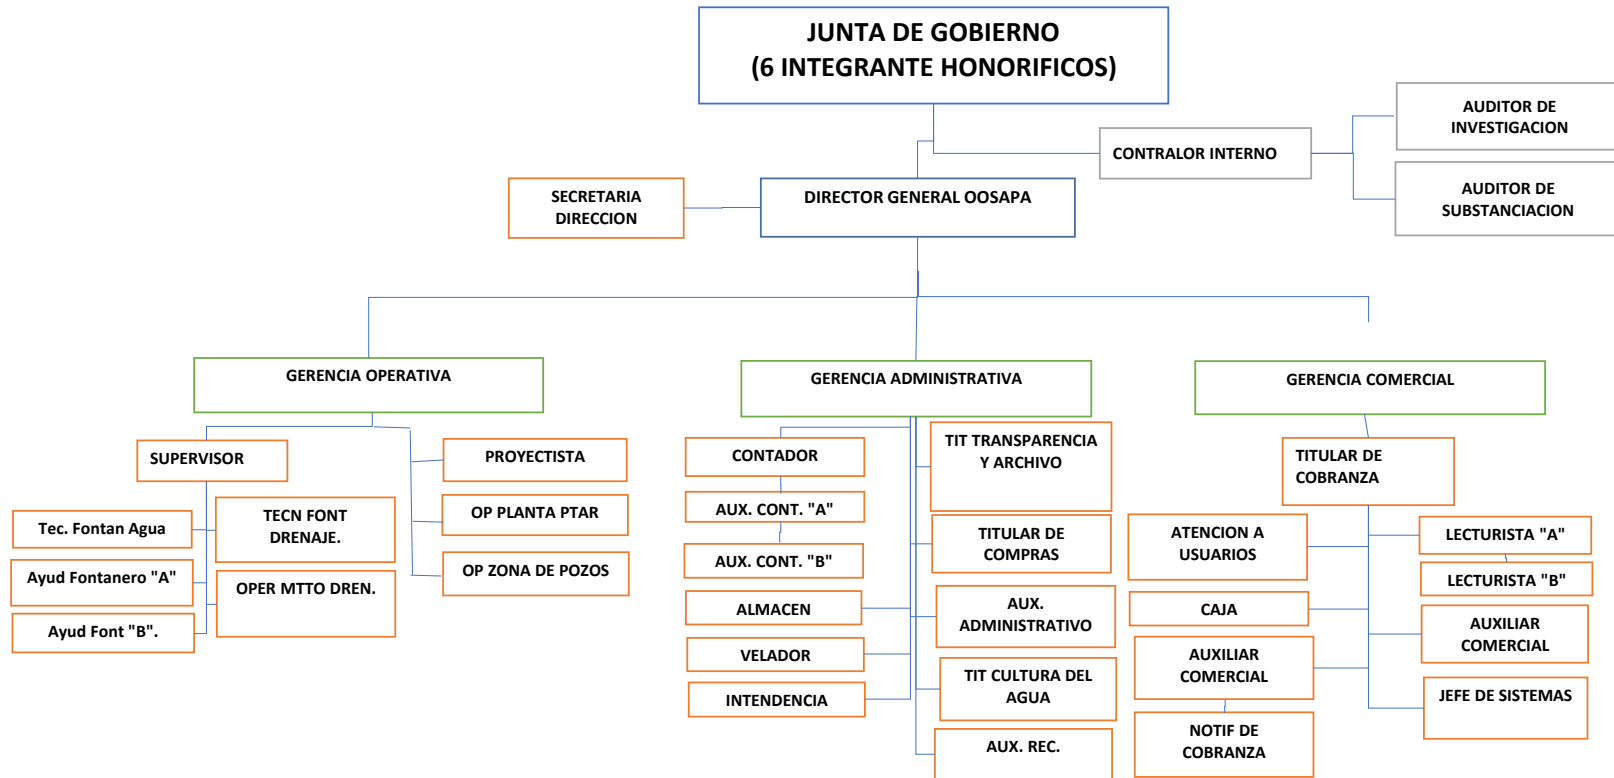 JUNTA DE GOBIERNO
(6 INTEGRANTE HONORIFICOS)
AUDITOR DE
INVESTIGACION
CONTRALOR INTERNO
AUDITOR DE
SUBSTANCIACION
SECRETARIA
DIRECCION
DIRECTOR GENERAL OOSAPA
GERENCIA OPERATIVA
GERENCIA ADMINISTRATIVA
GERENCIA COMERCIAL
SUPERVISOR
PROYECTISTA
Tec. Fontan Agua
TECN FONT
DRENAJE.
OP PLANTA PTAR
Ayud Fontanero "A"
OPER MTTO DREN.
OP ZONA DE POZOS
Ayud Font "B".
CONTADOR
TIT TRANSPARENCIA
Y ARCHIVO
AUX. CONT. "A"
TITULAR DE
COMPRAS
AUX. CONT. "B"
ALMACEN
AUX.
ADMINISTRATIVO
VELADOR
TIT CULTURA DEL
AGUA
INTENDENCIA
AUX. REC.
TITULAR DE
COBRANZA
ATENCION A
USUARIOS
LECTURISTA "A"
LECTURISTA "B"
CAJA
AUXILIAR
COMERCIAL
AUXILIAR
COMERCIAL
JEFE DE SISTEMAS
NOTIF DE
COBRANZA